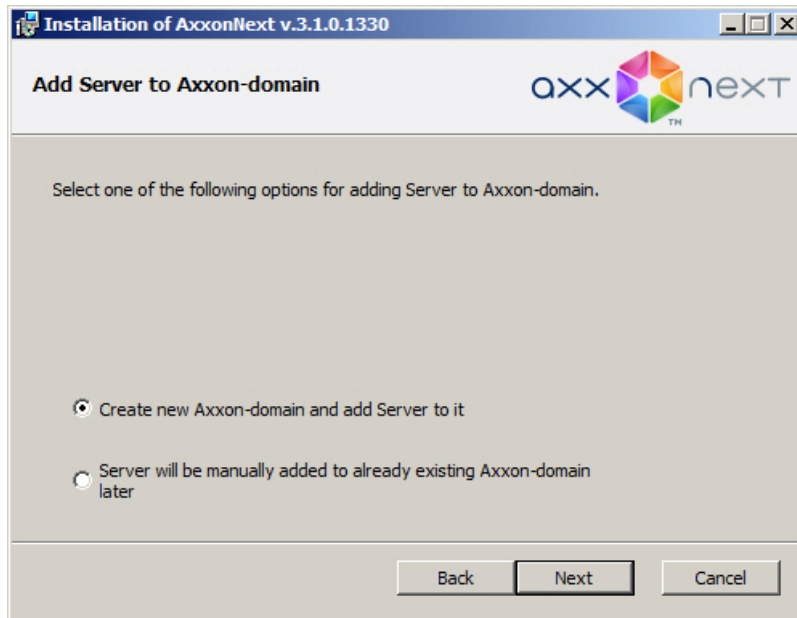 Installation of AxxonNext v.3.1.0.1330
Add Server to Axxon-domain
axxonext
TM
Select one of the following options for adding Server to Axxon-domain.
Create new Axxon-domain and add Server to it
Server will be manually added to already existing Axxon-domain
later
Back Next Cancel